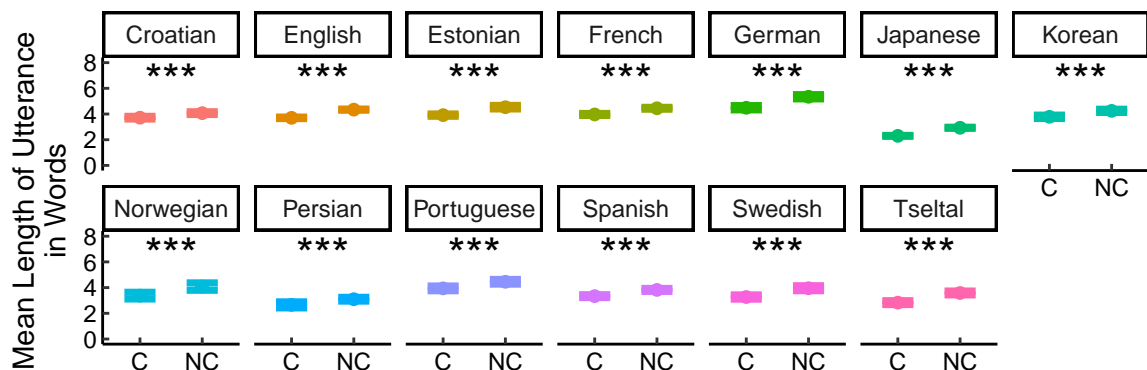 Mean Length of Utterance
in Words
Croatian English Estonian French German Japanese Korean
8 *** *** *** *** *** *** ***
6
4
2
0
C NC
Norwegian Persian Portuguese Spanish Swedish Tseltal
8 *** *** *** *** *** ***
6
4
2
0
C NC C NC C NC C NC C NC C NC